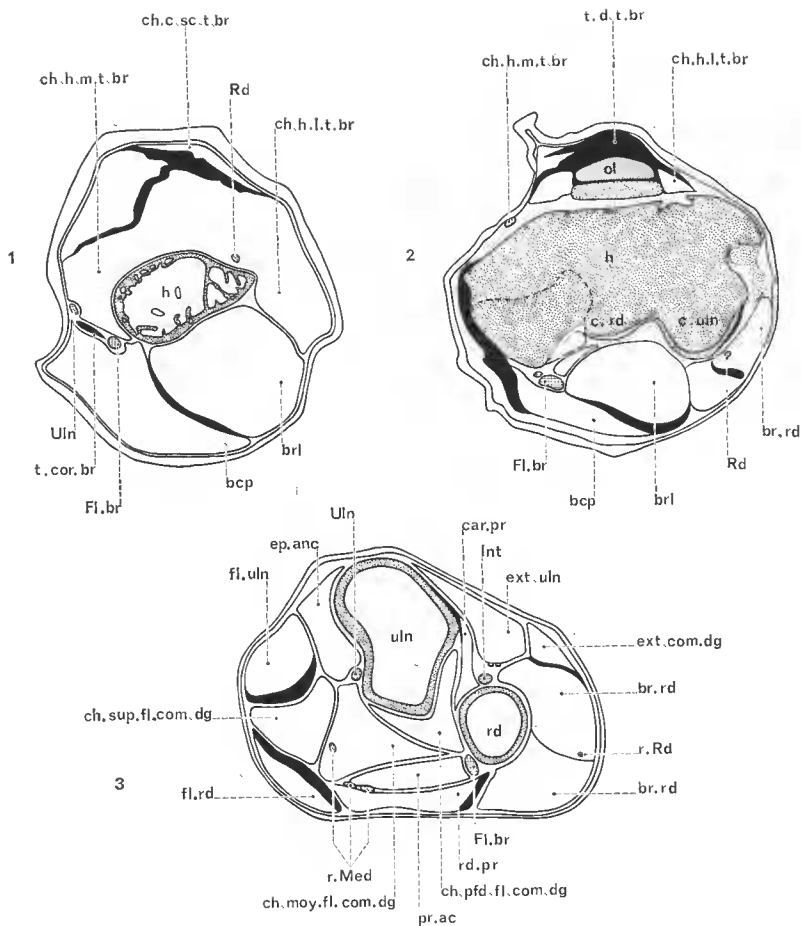 ch.c.sc.t.br
ch.h.m.t.br
Rd
ch.h.l.t.br
1
h
Uln
t.cor.br
Fl.br
bcp
brl
t.d.t.br
ch.h.m.t.br
ch.h.l.t.br
ol
2
h
c.rd
c.uln
Fl.br
bcp
brl
Rd
br.rd
Uln
ep.anc
fl.uln
car.pr
Int
ext.uln
ext.com.dg
uln
br.rd
ch.sup.fl.com.dg
rd
r.Rd
3
fl.rd
br.rd
Fl.br
r.Med
rd.pr
ch.moy.fl.com.dg
ch.pfd.fl.com.dg
pr.ac